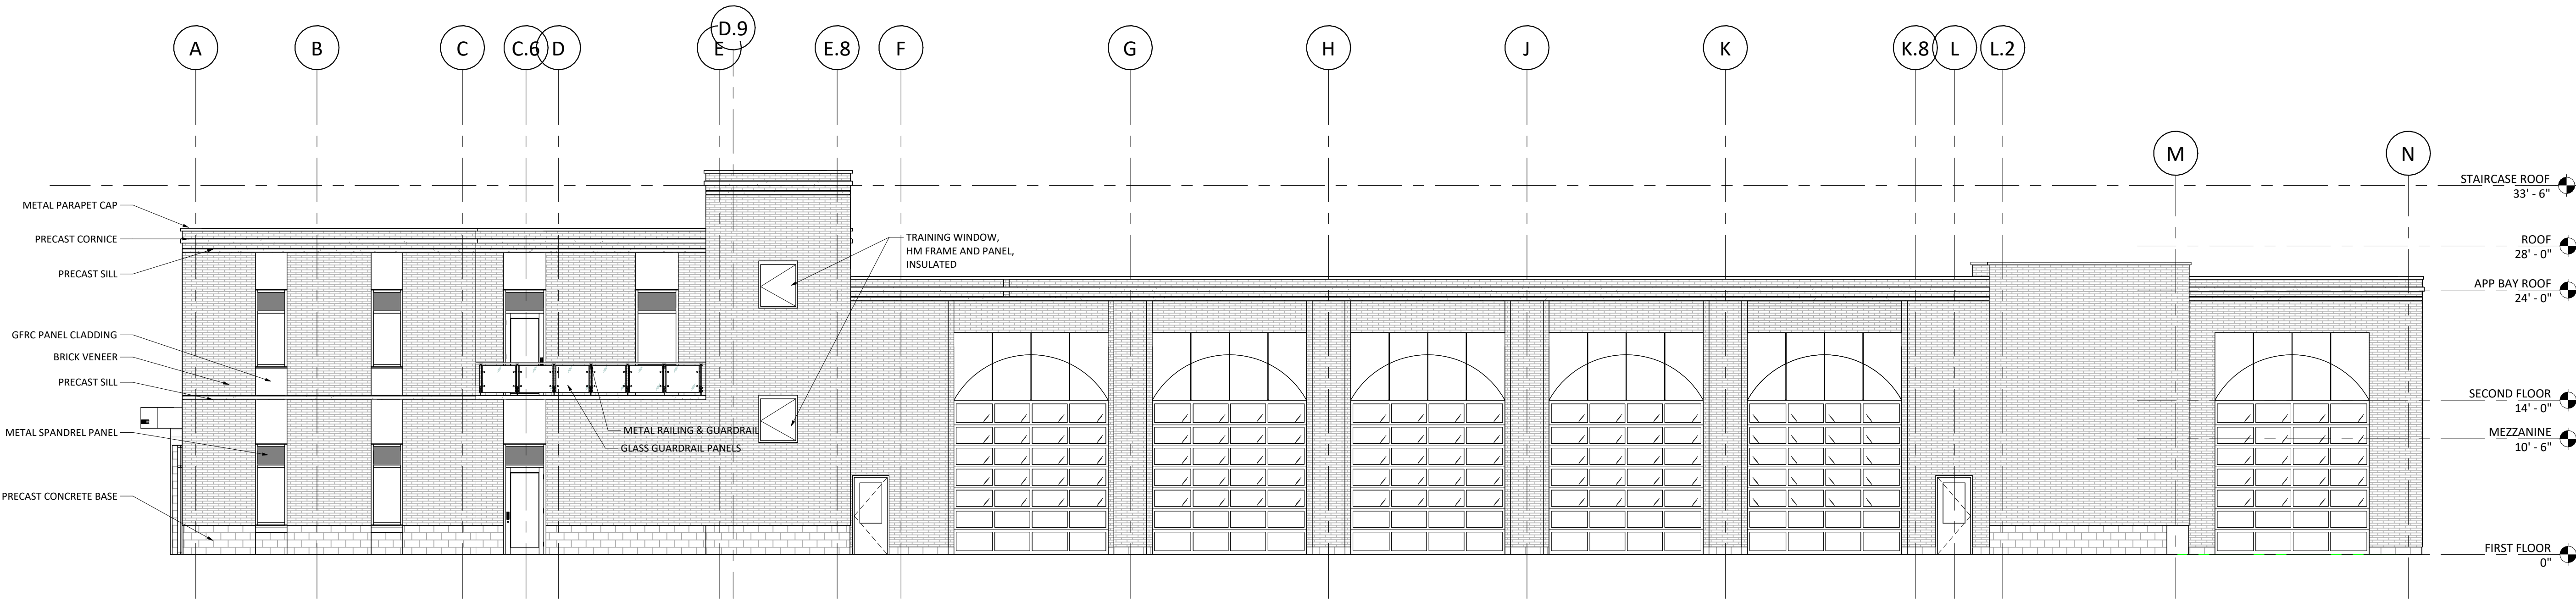 A
B
C
C.6
D
E
D.9
E.8
F
G
H
J
K
K.8
L
L.2
M
N
METAL PARAPET CAP
PRECAST CORNICE
PRECAST SILL
GFRC PANEL CLADDING
BRICK VENEER
PRECAST SILL
METAL SPANDREL PANEL
PRECAST CONCRETE BASE
TRAINING WINDOW,
HM FRAME AND PANEL,
INSULATED
METAL RAILING & GUARDRAIL
GLASS GUARDRAIL PANELS
STAIRCASE ROOF
33' - 6"
ROOF
28' - 0"
APP BAY ROOF
24' - 0"
SECOND FLOOR
14' - 0"
MEZZANINE
10' - 6"
FIRST FLOOR
0"